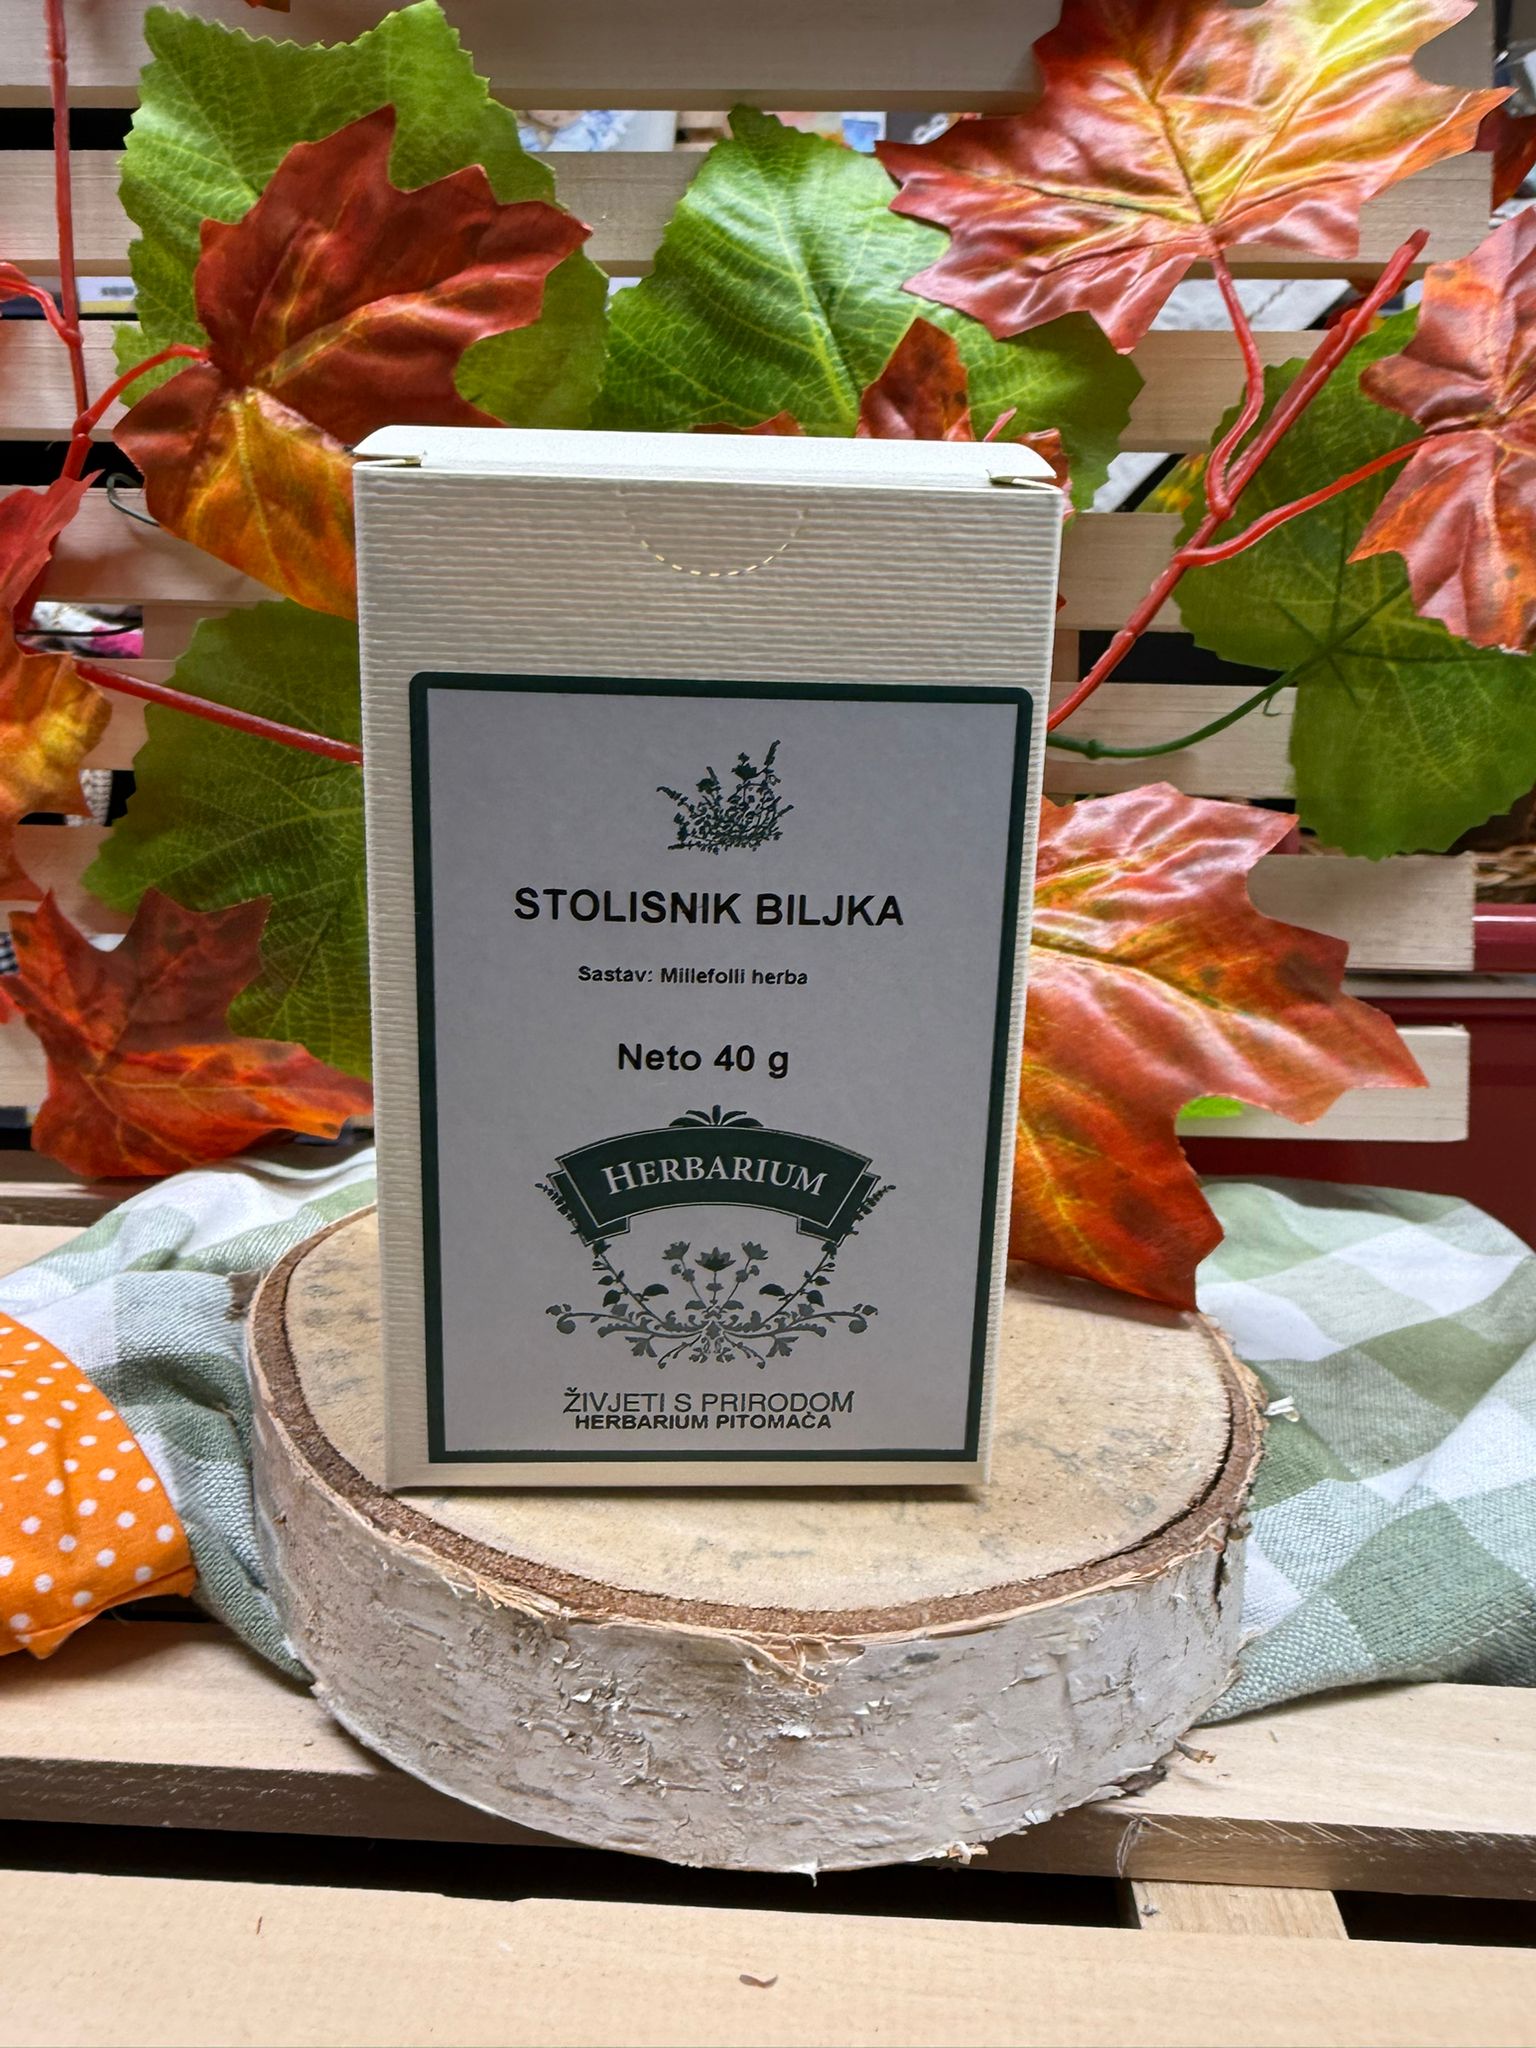 STOLISNIK BILJKA
Sastav: Millefolli herba
Neto 40 g
HERBARIUM
ŽIVJETI S PRIRODOM
HERBARIUM PITOMAČA